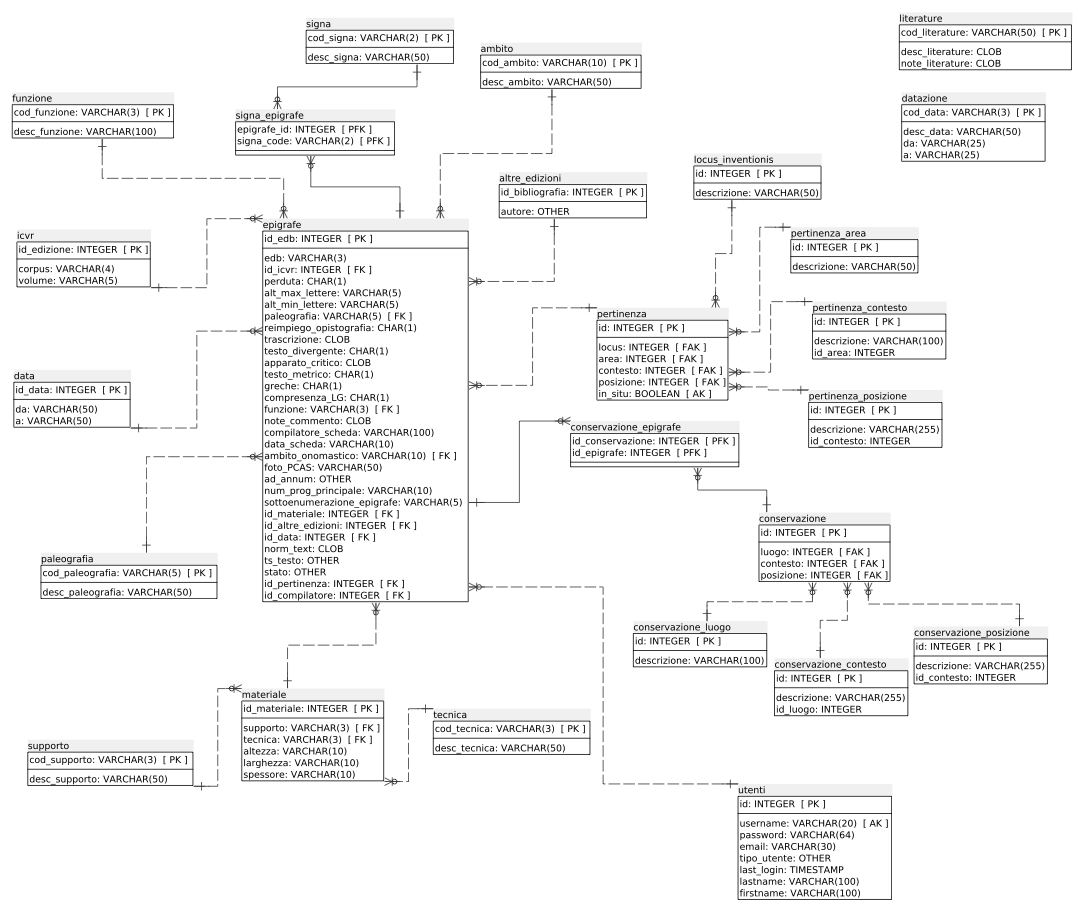 signa
cod_signa: VARCHAR(2)  [ PK ]
desc_signa: VARCHAR(50)
ambito
cod_ambito: VARCHAR(10)  [ PK ]
desc_ambito: VARCHAR(50)
literature
cod_literature: VARCHAR(50)  [ PK ]
desc_literature: CLOB
note_literature: CLOB
funzione
cod_funzione: VARCHAR(3)  [ PK ]
desc_funzione: VARCHAR(100)
signa_epigrafe
epigrafe_id: INTEGER  [ PFK ]
signa_code: VARCHAR(2)  [ PFK ]
datazione
cod_data: VARCHAR(3)  [ PK ]
desc_data: VARCHAR(50)
da: VARCHAR(25)
a: VARCHAR(25)
altre_edizioni
id_bibliografia: INTEGER  [ PK ]
autore: OTHER
locus_inventionis
id: INTEGER  [ PK ]
descrizione: VARCHAR(50)
icvr
id_edizione: INTEGER  [ PK ]
corpus: VARCHAR(4)
volume: VARCHAR(5)
epigrafe
id_edb: INTEGER  [ PK ]
edb: VARCHAR(3)
id_icvr: INTEGER  [ FK ]
perduta: CHAR(1)
alt_max_lettere: VARCHAR(5)
alt_min_lettere: VARCHAR(5)
paleografia: VARCHAR(5)  [ FK ]
reimpiego_opistografia: CHAR(1)
trascrizione: CLOB
testo_divergente: CHAR(1)
apparato_critico: CLOB
testo_metrico: CHAR(1)
greche: CHAR(1)
compresenza_LG: CHAR(1)
funzione: VARCHAR(3)  [ FK ]
note_commento: CLOB
compilatore_scheda: VARCHAR(100)
data_scheda: VARCHAR(10)
ambito_onomastico: VARCHAR(10)  [ FK ]
foto_PCAS: VARCHAR(50)
ad_annum: OTHER
num_prog_principale: VARCHAR(10)
sottoenumerazione_epigrafe: VARCHAR(5)
id_materiale: INTEGER  [ FK ]
id_altre_edizioni: INTEGER  [ FK ]
id_data: INTEGER  [ FK ]
norm_text: CLOB
ts_testo: OTHER
stato: OTHER
id_pertinenza: INTEGER  [ FK ]
id_compilatore: INTEGER  [ FK ]
pertinenza_area
id: INTEGER  [ PK ]
descrizione: VARCHAR(50)
pertinenza
id: INTEGER  [ PK ]
locus: INTEGER  [ FAK ]
area: INTEGER  [ FAK ]
contesto: INTEGER  [ FAK ]
posizione: INTEGER  [ FAK ]
in_situ: BOOLEAN  [ AK ]
pertinenza_contesto
id: INTEGER  [ PK ]
descrizione: VARCHAR(100)
id_area: INTEGER
data
id_data: INTEGER  [ PK ]
da: VARCHAR(50)
a: VARCHAR(50)
pertinenza_posizione
id: INTEGER  [ PK ]
descrizione: VARCHAR(255)
id_contesto: INTEGER
conservazione_epigrafe
id_conservazione: INTEGER  [ PFK ]
id_epigrafe: INTEGER  [ PFK ]
conservazione
id: INTEGER  [ PK ]
luogo: INTEGER  [ FAK ]
contesto: INTEGER  [ FAK ]
posizione: INTEGER  [ FAK ]
paleografia
cod_paleografia: VARCHAR(5)  [ PK ]
desc_paleografia: VARCHAR(50)
conservazione_luogo
id: INTEGER  [ PK ]
descrizione: VARCHAR(100)
conservazione_contesto
id: INTEGER  [ PK ]
descrizione: VARCHAR(255)
id_luogo: INTEGER
conservazione_posizione
id: INTEGER  [ PK ]
descrizione: VARCHAR(255)
id_contesto: INTEGER
materiale
id_materiale: INTEGER  [ PK ]
supporto: VARCHAR(3)  [ FK ]
tecnica: VARCHAR(3)  [ FK ]
altezza: VARCHAR(10)
larghezza: VARCHAR(10)
spessore: VARCHAR(10)
tecnica
cod_tecnica: VARCHAR(3)  [ PK ]
desc_tecnica: VARCHAR(50)
supporto
cod_supporto: VARCHAR(3)  [ PK ]
desc_supporto: VARCHAR(50)
utenti
id: INTEGER  [ PK ]
username: VARCHAR(20)  [ AK ]
password: VARCHAR(64)
email: VARCHAR(30)
tipo_utente: OTHER
last_login: TIMESTAMP
lastname: VARCHAR(100)
firstname: VARCHAR(100)